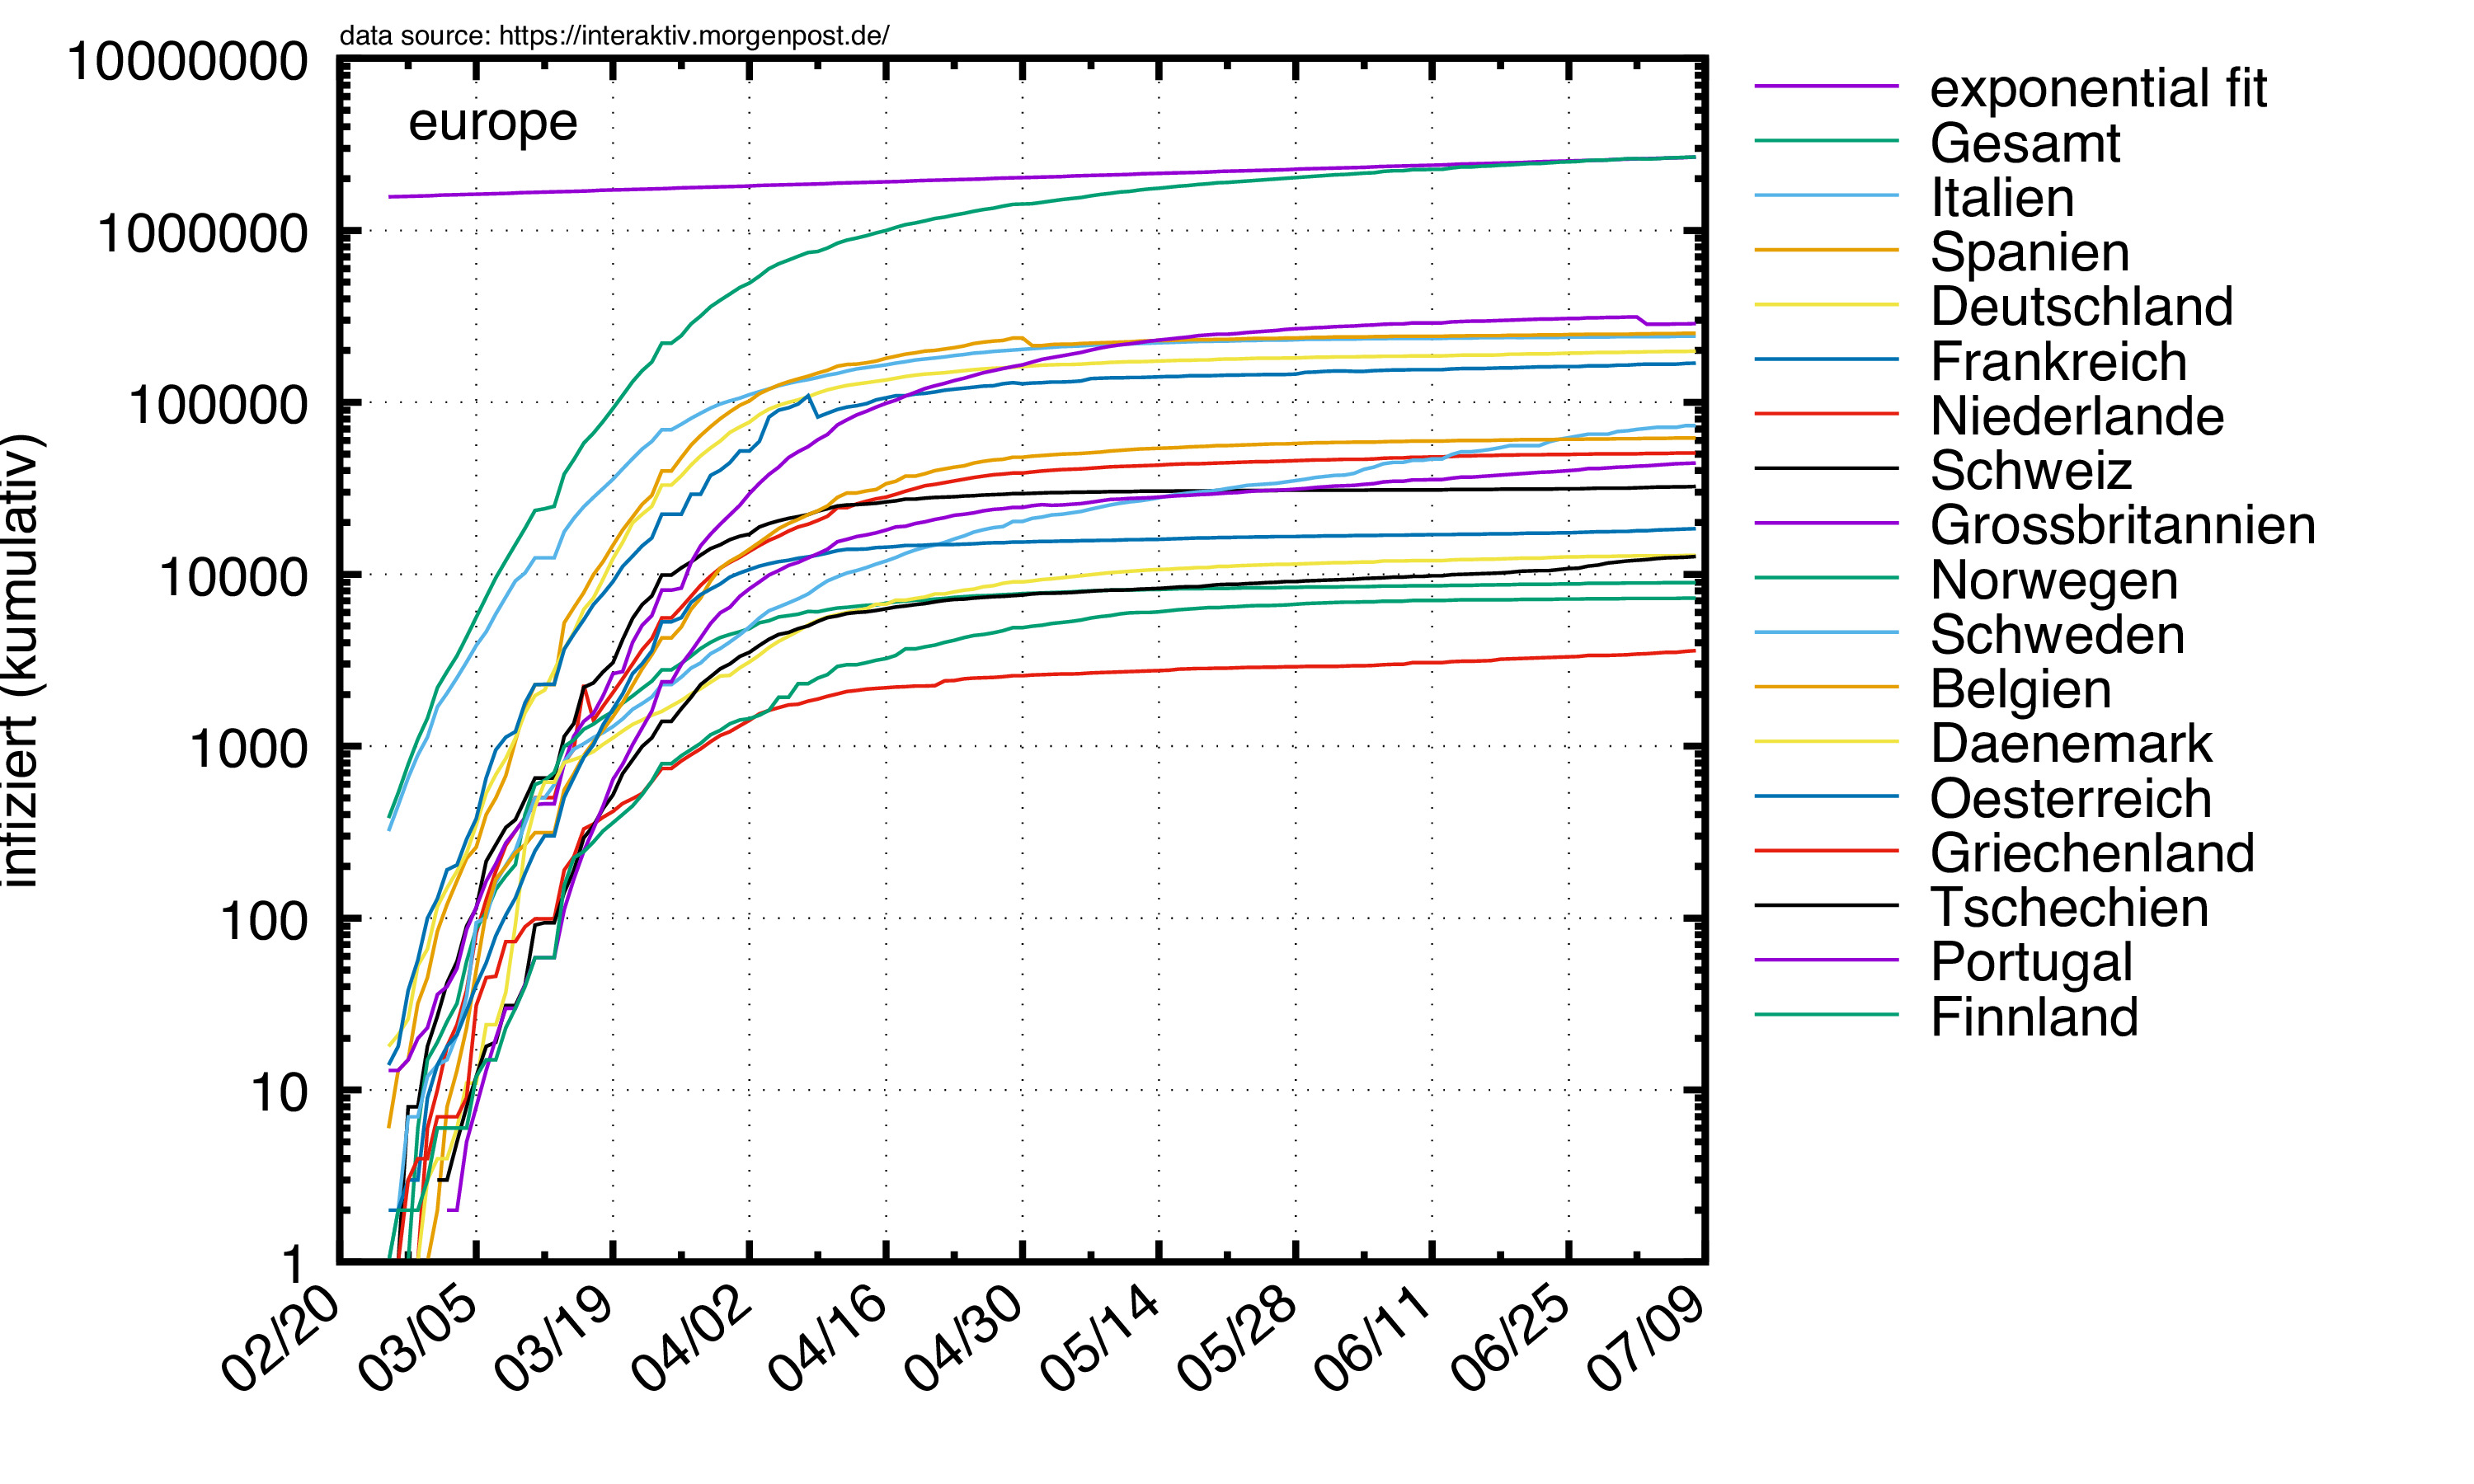 data source: https://interaktiv.morgenpost.de/
europe
10000000
1000000
100000
10000
1000
100
10
1
infiziert (kumulativ)
02/20
03/05
03/19
04/02
04/16
04/30
05/14
05/28
06/11
06/25
07/09
exponential fit
Gesamt
Italien
Spanien
Deutschland
Frankreich
Niederlande
Schweiz
Grossbritannien
Norwegen
Schweden
Belgien
Daenemark
Oesterreich
Griechenland
Tschechien
Portugal
Finnland